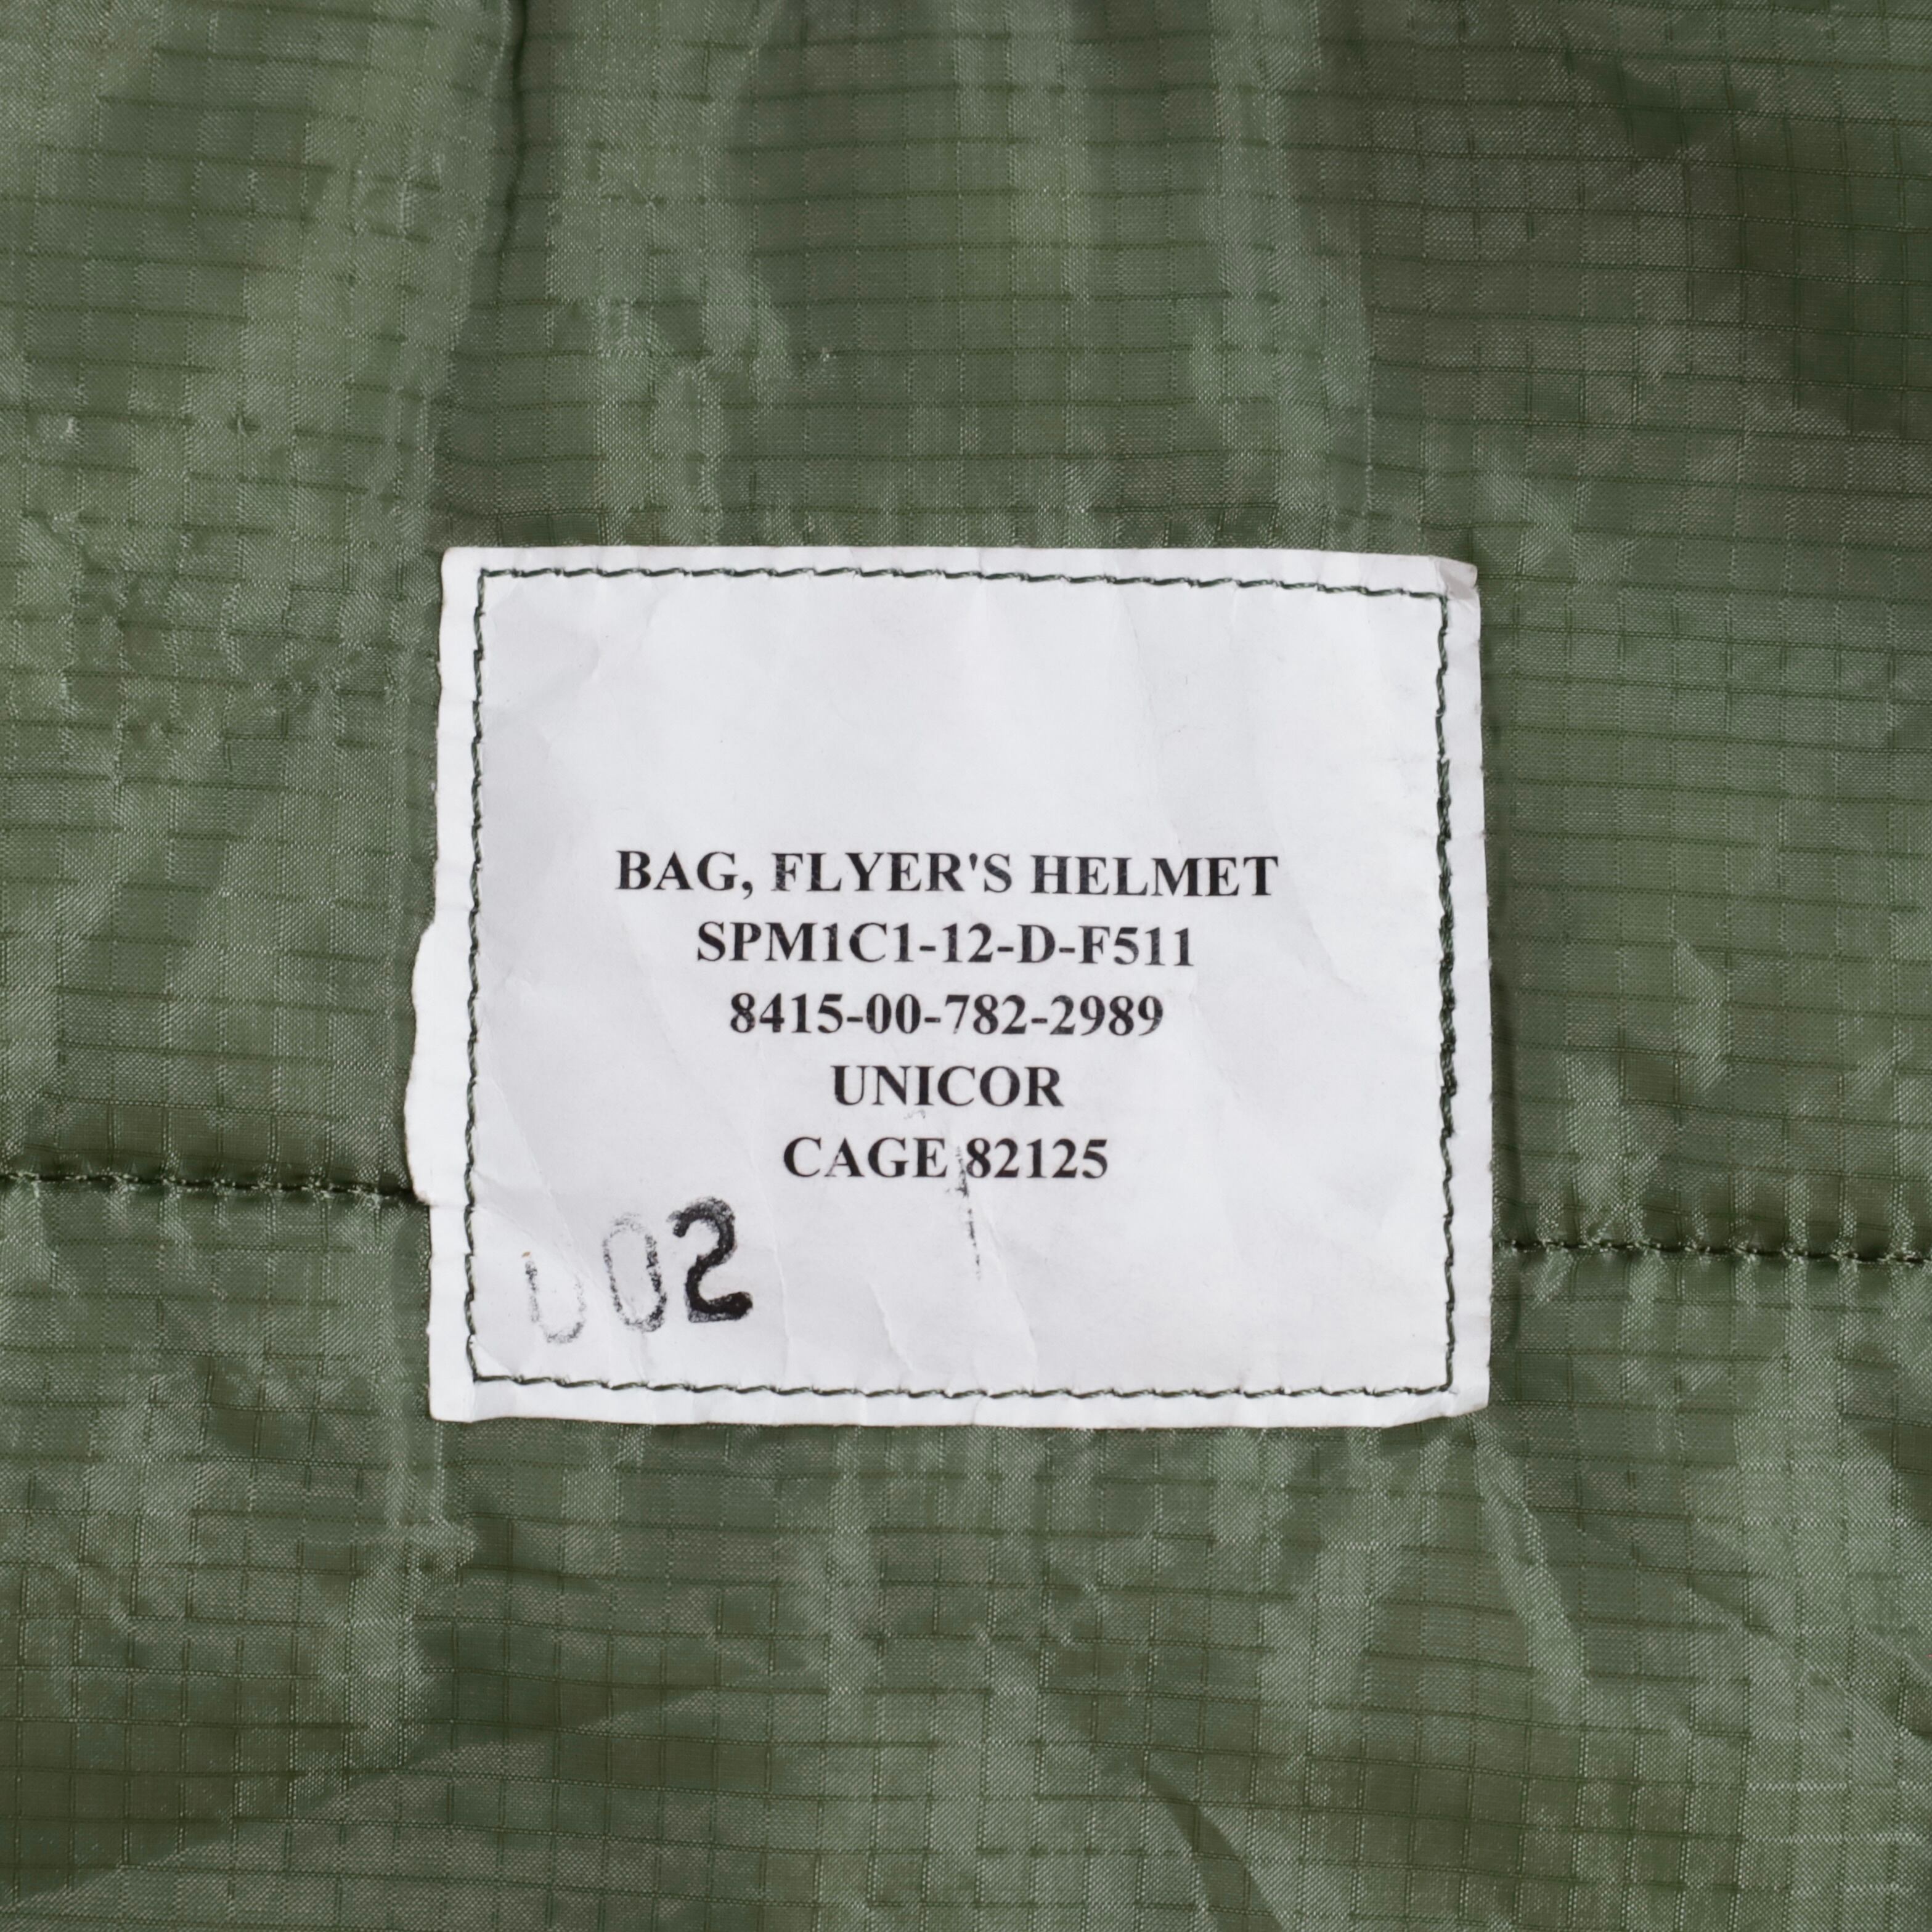 BAG, FLYER'S HELMET
SPM1C1-12-D-F511
8415-00-782-2989
UNICOR
CAGE 82125
002